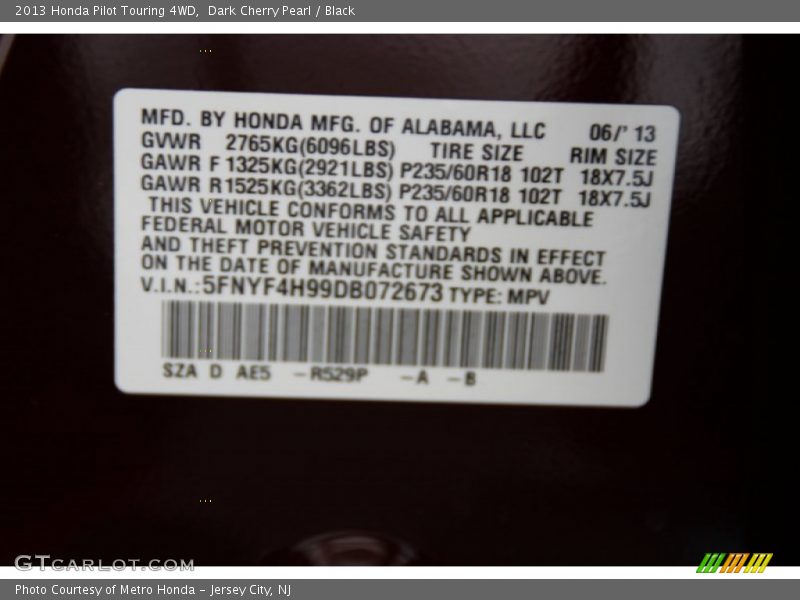 2013 Honda Pilot Touring 4WD,  Dark Cherry Pearl / Black
MFD. BY HONDA MFG. OF ALABAMA, LLC 06/' 13
GVWR 2765KG(6096LBS) TIRE SIZE RIM SIZE
GAWR F 1325KG(2921LBS) P235/60R18 102T 18X7.5J
GAWR R 1525KG(3362LBS) P235/60R18 102T 18X7.5J
THIS VEHICLE CONFORMS TO ALL APPLICABLE
FEDERAL MOTOR VEHICLE SAFETY
AND THEFT PREVENTION STANDARDS IN EFFECT
ON THE DATE OF MANUFACTURE SHOWN ABOVE.
V.I.N.: 5FNYF4H99DB072673 TYPE: MPV
SZA D AE5 -R529P -A -B
GTCARLOT.COM
Photo Courtesy of Metro Honda - Jersey City, NJ